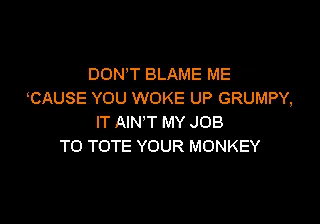 DON'T BLAME ME
‘CAUSE YOU WOKE UP GRUMPY,
IT AIN'T MY JOB
TO TOTE YOUR MONKEY